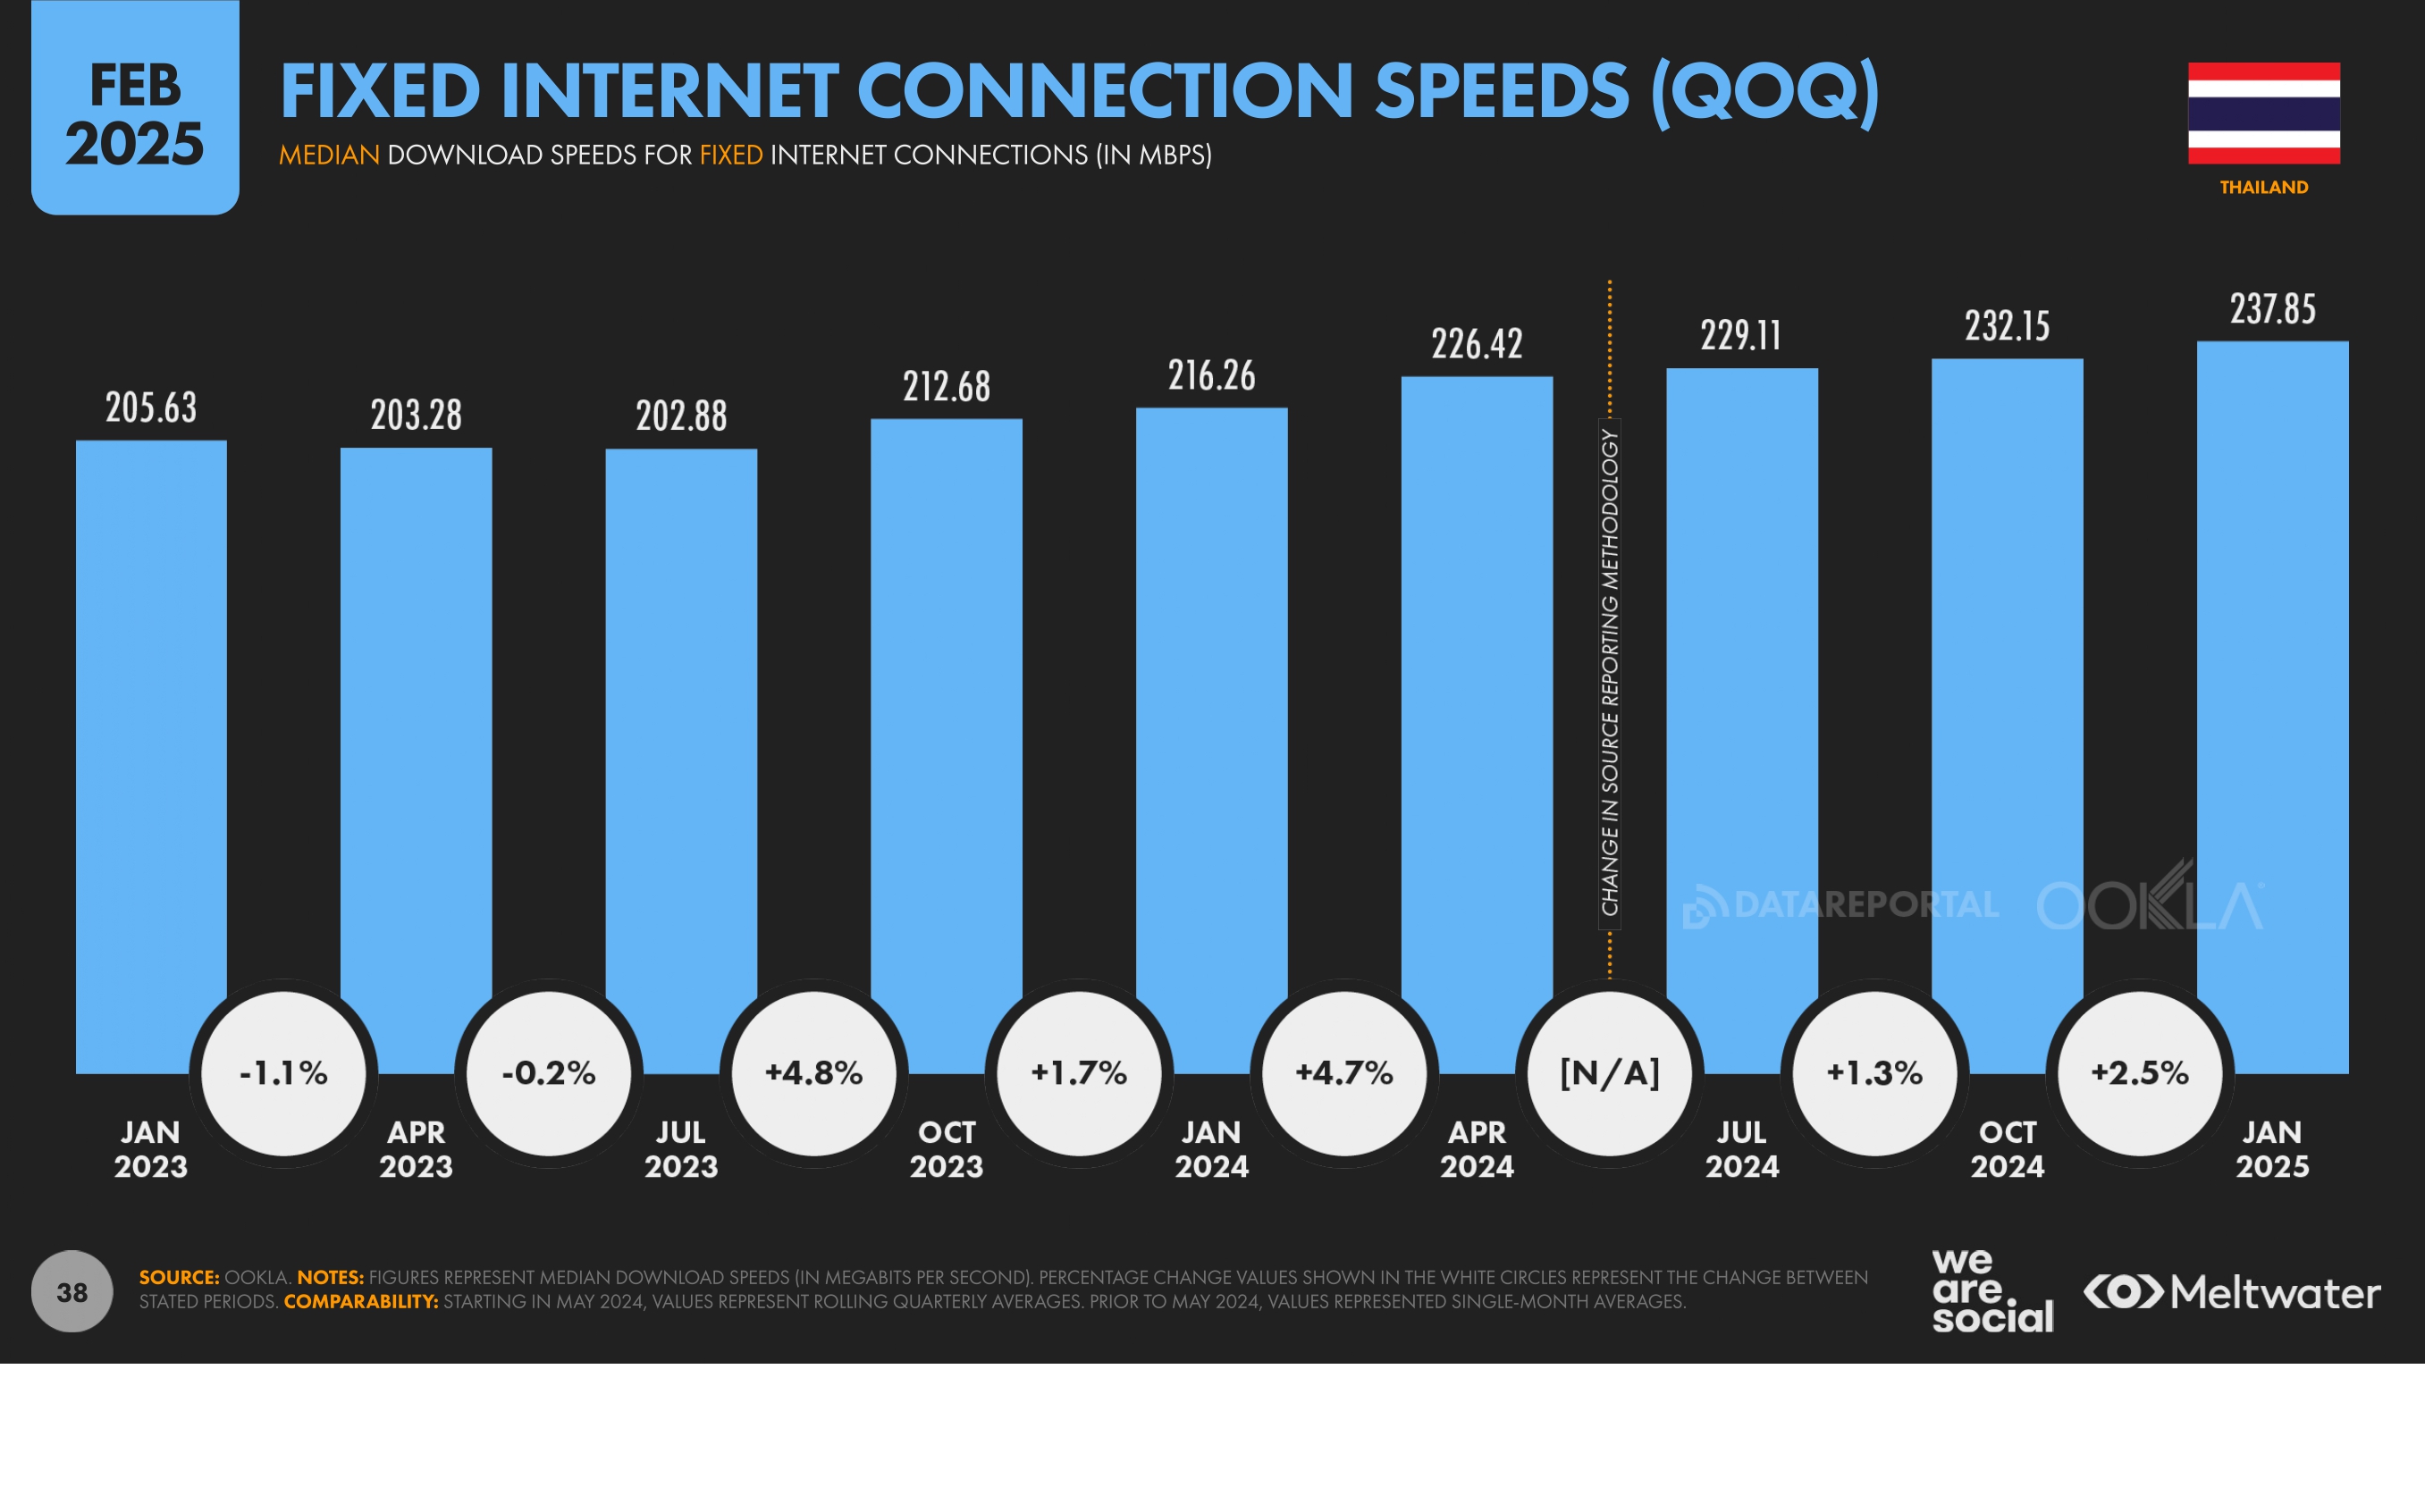 FEB
2025
FIXED INTERNET CONNECTION SPEEDS (QOQ)
MEDIAN DOWNLOAD SPEEDS FOR FIXED INTERNET CONNECTIONS (IN MBPS)
THAILAND
205.63
203.28
202.88
212.68
216.26
226.42
229.11
232.15
237.85
CHANGE IN SOURCE REPORTING METHODOLOGY
DATAREPORTAL
OOKLA
-1.1%
-0.2%
+4.8%
+1.7%
+4.7%
[N/A]
+1.3%
+2.5%
JAN
2023
APR
2023
JUL
2023
OCT
2023
JAN
2024
APR
2024
JUL
2024
OCT
2024
JAN
2025
38
SOURCE: OOKLA. NOTES: FIGURES REPRESENT MEDIAN DOWNLOAD SPEEDS (IN MEGABITS PER SECOND). PERCENTAGE CHANGE VALUES SHOWN IN THE WHITE CIRCLES REPRESENT THE CHANGE BETWEEN
STATED PERIODS. COMPARABILITY: STARTING IN MAY 2024, VALUES REPRESENT ROLLING QUARTERLY AVERAGES. PRIOR TO MAY 2024, VALUES REPRESENTED SINGLE-MONTH AVERAGES.
we
are
social
Meltwater